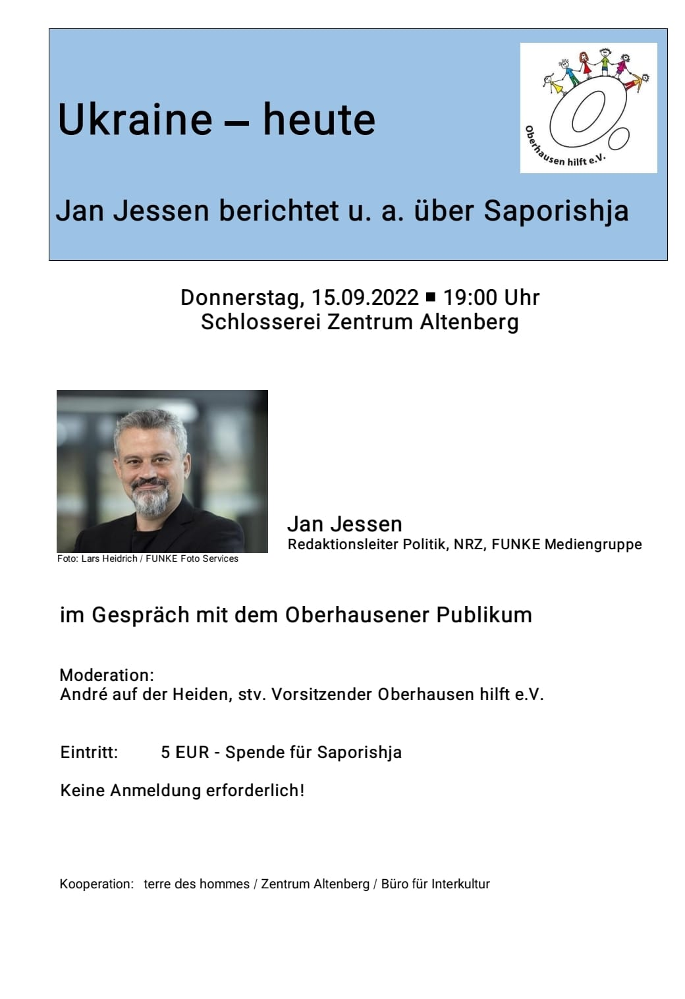 Ukraine – heute
Oberhausen hilft e.V.
Jan Jessen berichtet u. a. über Saporishja
Donnerstag, 15.09.2022 ▪ 19:00 Uhr
Schlosserei Zentrum Altenberg
Jan Jessen
Redaktionsleiter Politik, NRZ, FUNKE Mediengruppe
Foto: Lars Heidrich / FUNKE Foto Services
im Gespräch mit dem Oberhausener Publikum
Moderation:
André auf der Heiden, stv. Vorsitzender Oberhausen hilft e.V.
Eintritt: 5 EUR - Spende für Saporishja
Keine Anmeldung erforderlich!
Kooperation: terre des hommes / Zentrum Altenberg / Büro für Interkultur